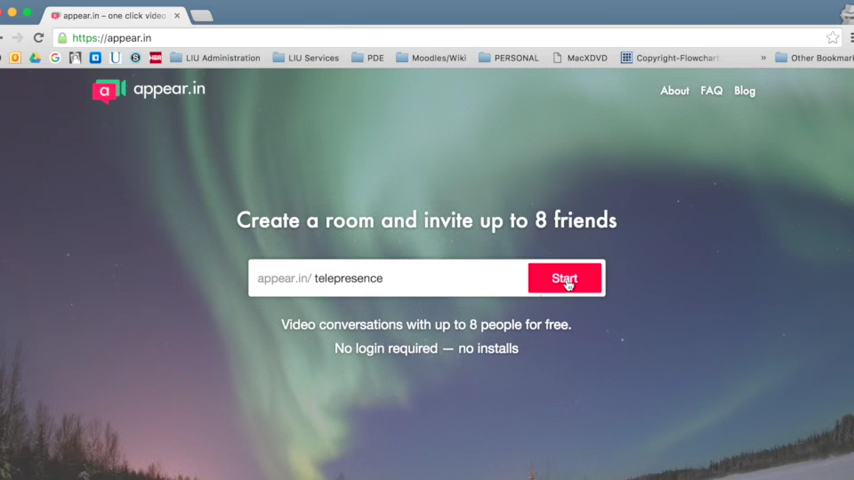 appear.in – one click video
https://appear.in
LIU Administration
LIU Services
PDE
Moodles/Wiki
PERSONAL
MacXDVD
Copyright-Flowchart
»
Other Bookmark
appear.in
About
FAQ
Blog
Create a room and invite up to 8 friends
appear.in/ telepresence
Start
Video conversations with up to 8 people for free.
No login required — no installs